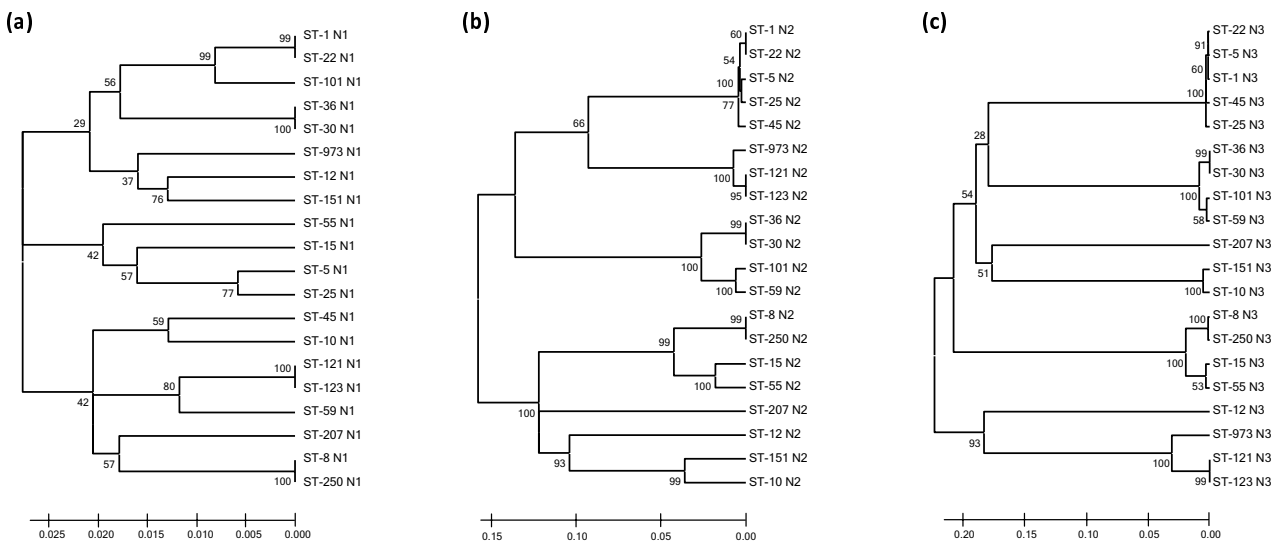 (a)
99
ST-1 N1
ST-22 N1
99
ST-101 N1
56
ST-36 N1
100
ST-30 N1
29
ST-973 N1
37
ST-12 N1
76
ST-151 N1
ST-55 N1
42
ST-15 N1
57
ST-5 N1
77
ST-25 N1
59
ST-45 N1
ST-10 N1
100
ST-121 N1
80
ST-123 N1
42
ST-59 N1
ST-207 N1
57
ST-8 N1
100
ST-250 N1
0.025 0.020 0.015 0.010 0.005 0.000
(b)
60
ST-1 N2
ST-22 N2
54
ST-5 N2
100
ST-25 N2
77
ST-45 N2
66
ST-973 N2
100
ST-121 N2
95
ST-123 N2
99
ST-36 N2
ST-30 N2
100
ST-101 N2
100
ST-59 N2
99
ST-8 N2
ST-250 N2
99
ST-15 N2
100
ST-55 N2
100
ST-207 N2
ST-12 N2
93
ST-151 N2
99
ST-10 N2
0.15 0.10 0.05 0.00
(c)
ST-22 N3
91
ST-5 N3
60
ST-1 N3
100
ST-45 N3
ST-25 N3
28
99
ST-36 N3
ST-30 N3
100
ST-101 N3
58
ST-59 N3
54
ST-207 N3
51
ST-151 N3
100
ST-10 N3
100
ST-8 N3
ST-250 N3
100
ST-15 N3
53
ST-55 N3
ST-12 N3
93
ST-973 N3
100
ST-121 N3
99
ST-123 N3
0.20 0.15 0.10 0.05 0.00